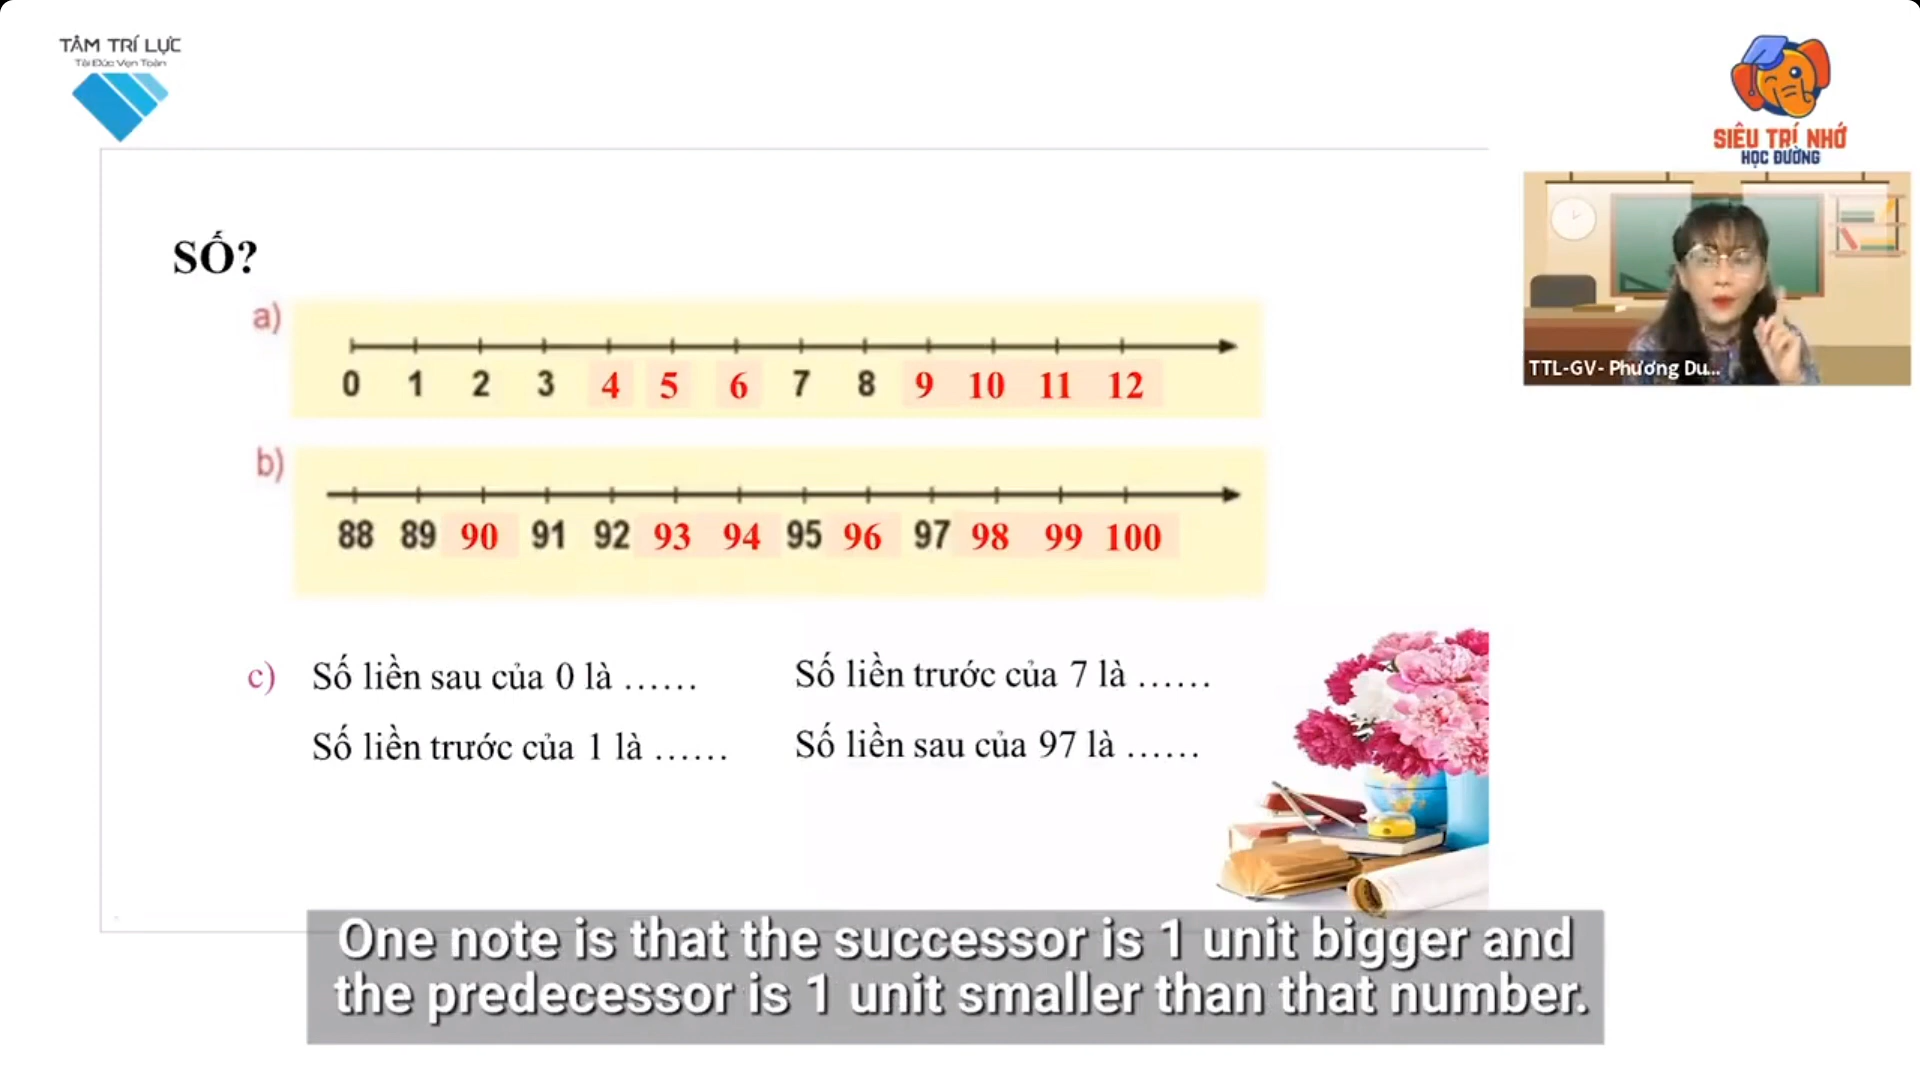 TÂM TRÍ LỰC
Tài Đức Vẹn Toàn
SIÊU TRÍ NHỚ
HỌC ĐƯỜNG
SỐ?
a)
0 1 2 3 4 5 6 7 8 9 10 11 12
b)
88 89 90 91 92 93 94 95 96 97 98 99 100
c) Số liền sau của 0 là ...... Số liền trước của 7 là ......
Số liền trước của 1 là ...... Số liền sau của 97 là ......
TTL-GV- Phương Du...
One note is that the successor is 1 unit bigger and
the predecessor is 1 unit smaller than that number.